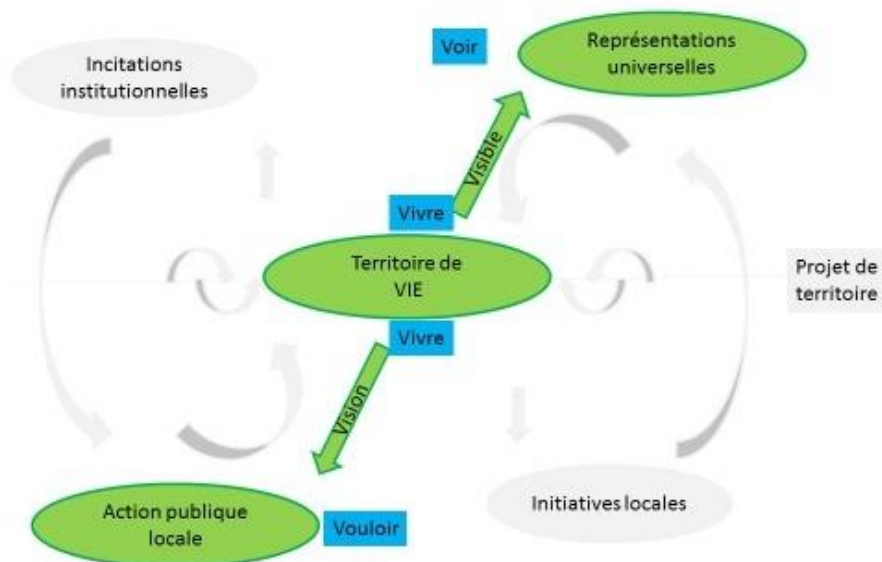 Voir
Représentations
universelles
Incitations
institutionnelles
Visible
Vivre
Territoire de
VIE
Projet de
territoire
Vivre
Vision
Action publique
locale
Vouloir
Initiatives locales